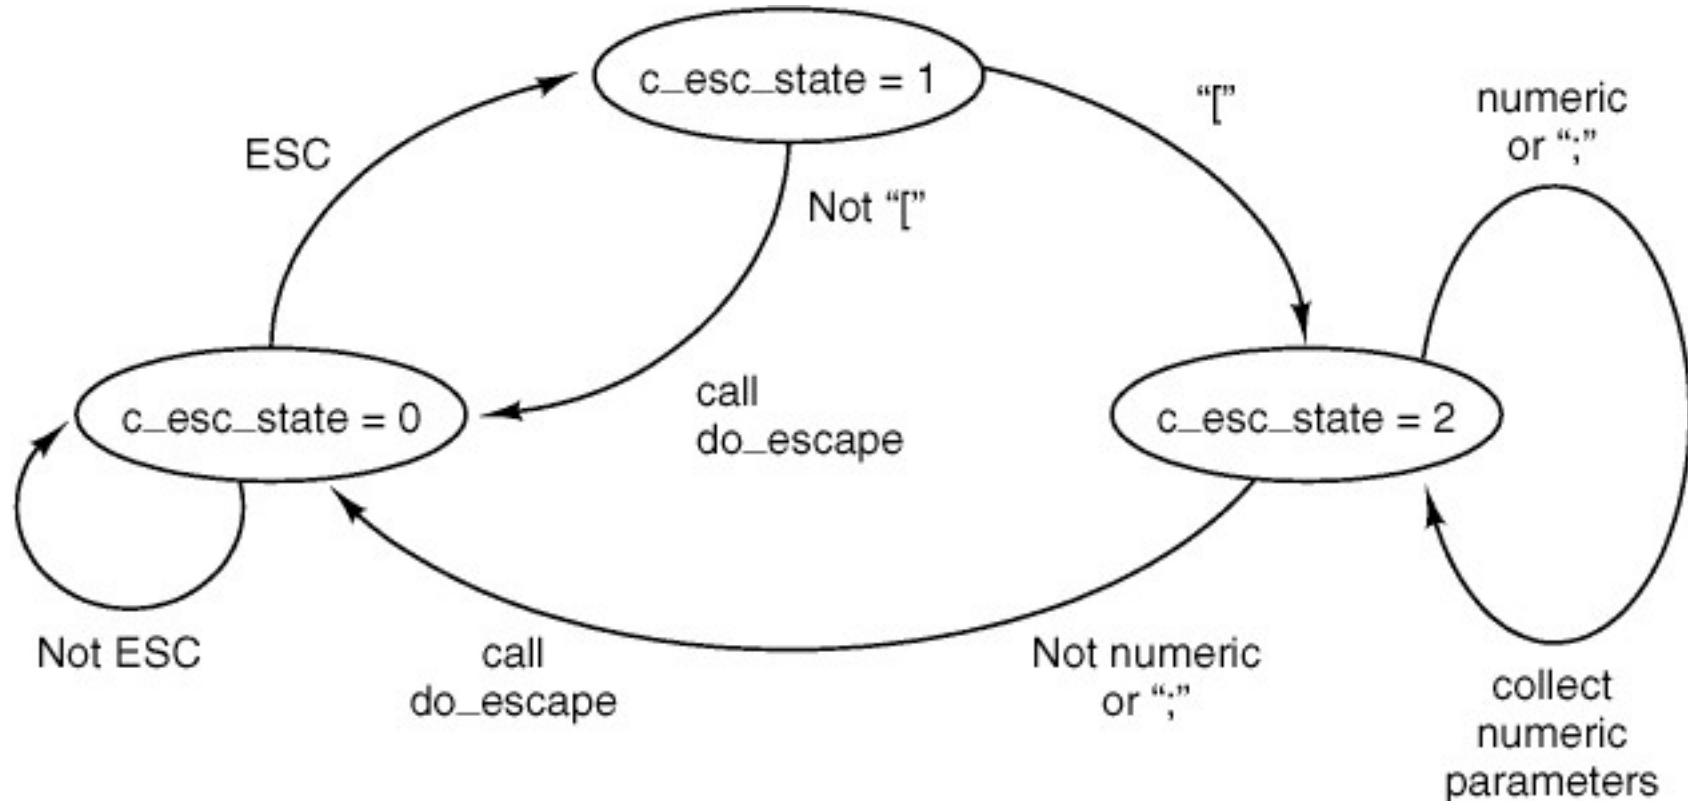 c_esc_state = 1
“[”
numeric
or “;”
ESC
Not “[”
call
do_escape
c_esc_state = 0
c_esc_state = 2
Not ESC
call
do_escape
Not numeric
or “;”
collect
numeric
parameters